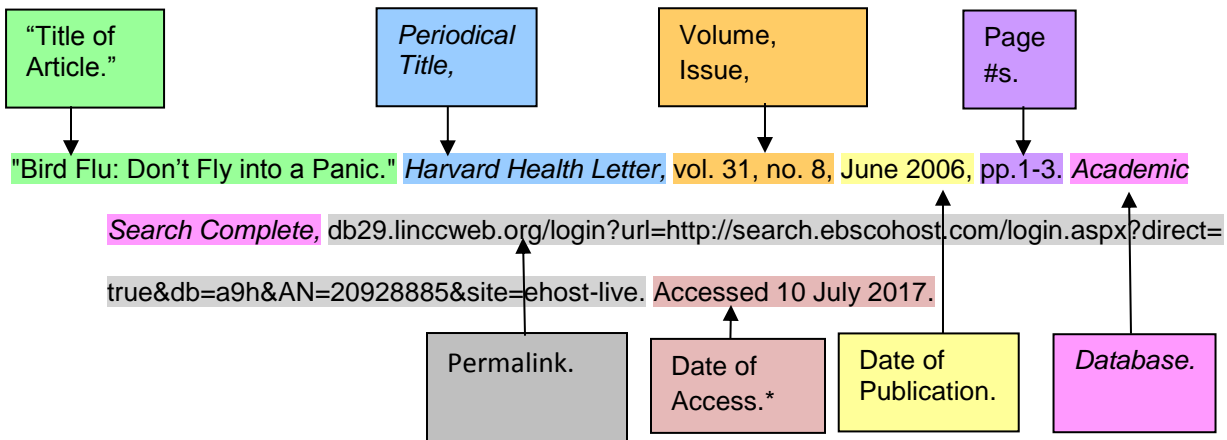 “Title of
Article.”
Periodical
Title,
Volume,
Issue,
Page
#s.
"Bird Flu: Don’t Fly into a Panic." Harvard Health Letter, vol. 31, no. 8, June 2006, pp.1-3. Academic
Search Complete, db29.linccweb.org/login?url=http://search.ebscohost.com/login.aspx?direct=
true&db=a9h&AN=20928885&site=ehost-live. Accessed 10 July 2017.
Permalink.
Date of
Access.*
Date of
Publication.
Database.